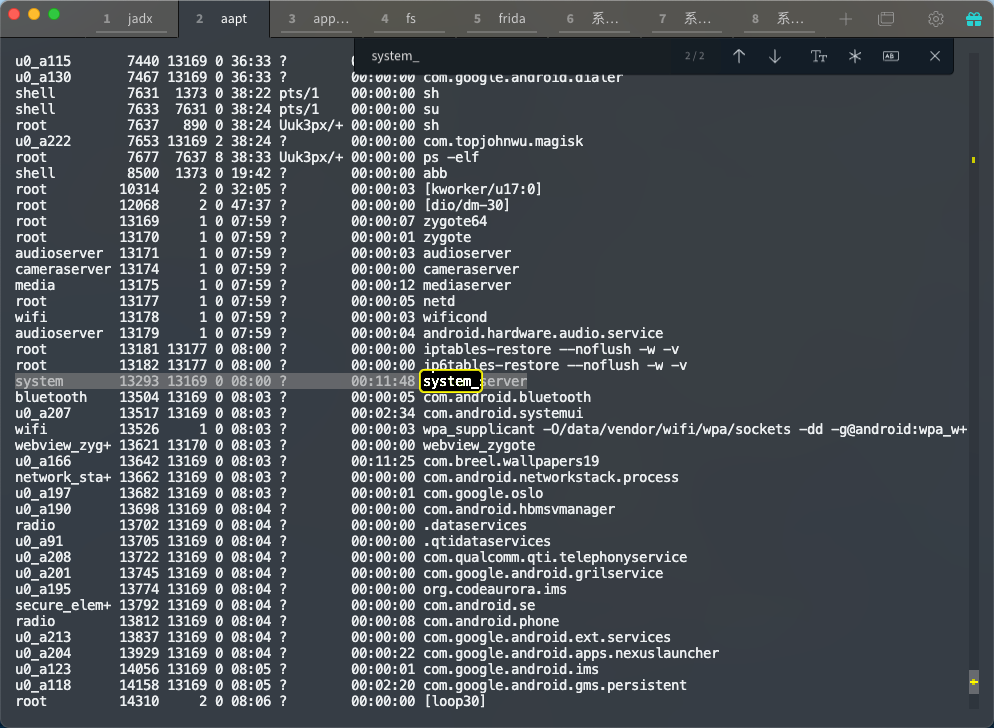 1 jadx 2 aapt 3 app... 4 fs 5 frida 6 系... 7 系... 8 系...
system_ 2/2
u0_a115 7440 13169 0 36:33 ?
u0_a130 7467 13169 0 36:33 ? 00:00:00 com.google.android.dialer
shell 7631 1373 0 38:22 pts/1 00:00:00 sh
shell 7633 7631 0 38:24 pts/1 00:00:00 su
root 7637 890 0 38:24 Uuk3px/+ 00:00:00 sh
u0_a222 7653 13169 2 38:24 ? 00:00:00 com.topjohnwu.magisk
root 7677 7637 8 38:33 Uuk3px/+ 00:00:00 ps -elf
shell 8500 1373 0 19:42 ? 00:00:00 abb
root 10314 2 0 32:05 ? 00:00:03 [kworker/u17:0]
root 12068 2 0 47:37 ? 00:00:00 [dio/dm-30]
root 13169 1 0 07:59 ? 00:00:07 zygote64
root 13170 1 0 07:59 ? 00:00:01 zygote
audioserver 13171 1 0 07:59 ? 00:00:03 audioserver
cameraserver 13174 1 0 07:59 ? 00:00:00 cameraserver
media 13175 1 0 07:59 ? 00:00:12 mediaserver
root 13177 1 0 07:59 ? 00:00:05 netd
wifi 13178 1 0 07:59 ? 00:00:03 wificond
audioserver 13179 1 0 07:59 ? 00:00:04 android.hardware.audio.service
root 13181 13177 0 08:00 ? 00:00:00 iptables-restore --noflush -w -v
root 13182 13177 0 08:00 ? 00:00:00 ip6tables-restore --noflush -w -v
system 13293 13169 0 08:00 ? 00:11:48 system_server
bluetooth 13504 13169 0 08:03 ? 00:00:05 com.android.bluetooth
u0_a207 13517 13169 0 08:03 ? 00:02:34 com.android.systemui
wifi 13526 1 0 08:03 ? 00:00:03 wpa_supplicant -O/data/vendor/wifi/wpa/sockets -dd -g@android:wpa_w+
webview_zyg+ 13621 13170 0 08:03 ? 00:00:00 webview_zygote
u0_a166 13642 13169 0 08:03 ? 00:11:25 com.breel.wallpapers19
network_sta+ 13662 13169 0 08:03 ? 00:00:00 com.android.networkstack.process
u0_a197 13682 13169 0 08:03 ? 00:00:01 com.google.oslo
u0_a190 13698 13169 0 08:04 ? 00:00:00 com.android.hbmsvmanager
radio 13702 13169 0 08:04 ? 00:00:00 .dataservices
u0_a91 13705 13169 0 08:04 ? 00:00:01 .qtidataservices
u0_a208 13722 13169 0 08:04 ? 00:00:00 com.qualcomm.qti.telephonyservice
u0_a201 13745 13169 0 08:04 ? 00:00:00 com.google.android.grilservice
u0_a195 13774 13169 0 08:04 ? 00:00:00 org.codeaurora.ims
secure_elem+ 13792 13169 0 08:04 ? 00:00:00 com.android.se
radio 13812 13169 0 08:04 ? 00:00:08 com.android.phone
u0_a213 13837 13169 0 08:04 ? 00:00:00 com.google.android.ext.services
u0_a204 13929 13169 0 08:04 ? 00:00:22 com.google.android.apps.nexuslauncher
u0_a123 14056 13169 0 08:05 ? 00:00:01 com.google.android.ims
u0_a118 14158 13169 0 08:05 ? 00:02:20 com.google.android.gms.persistent
root 14310 2 0 08:06 ? 00:00:00 [loop30]